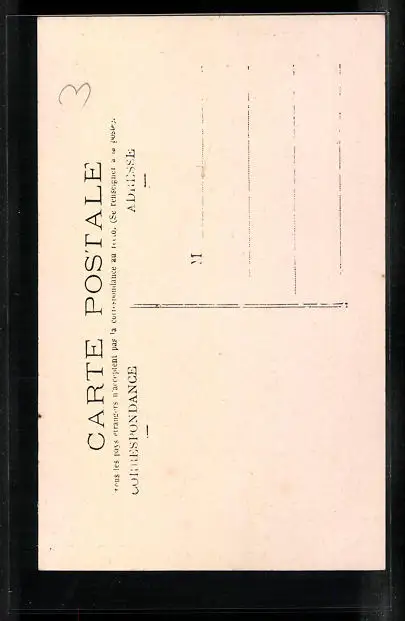 3
CARTE POSTALE
Tous les pays étrangers n'acceptent pas la correspondance au recto. (Se renseigner à la poste).
CORRESPONDANCE
ADRESSE
M